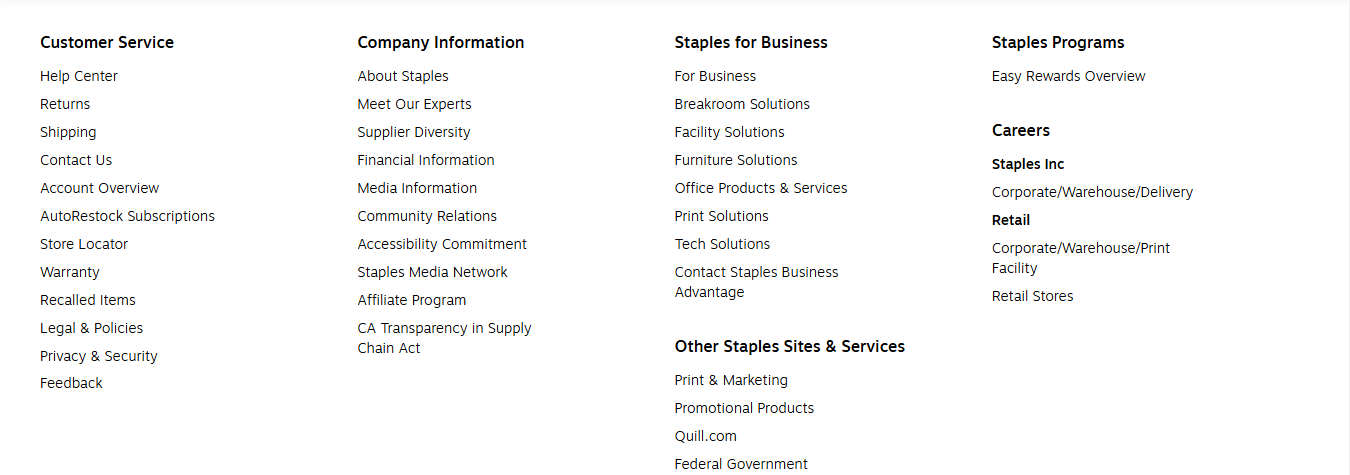 Customer Service
Help Center
Returns
Shipping
Contact Us
Account Overview
AutoRestock Subscriptions
Store Locator
Warranty
Recalled Items
Legal & Policies
Privacy & Security
Feedback
Company Information
About Staples
Meet Our Experts
Supplier Diversity
Financial Information
Media Information
Community Relations
Accessibility Commitment
Staples Media Network
Affiliate Program
CA Transparency in Supply
Chain Act
Staples for Business
For Business
Breakroom Solutions
Facility Solutions
Furniture Solutions
Office Products & Services
Print Solutions
Tech Solutions
Contact Staples Business
Advantage
Other Staples Sites & Services
Print & Marketing
Promotional Products
Quill.com
Federal Government
Staples Programs
Easy Rewards Overview
Careers
Staples Inc
Corporate/Warehouse/Delivery
Retail
Corporate/Warehouse/Print
Facility
Retail Stores